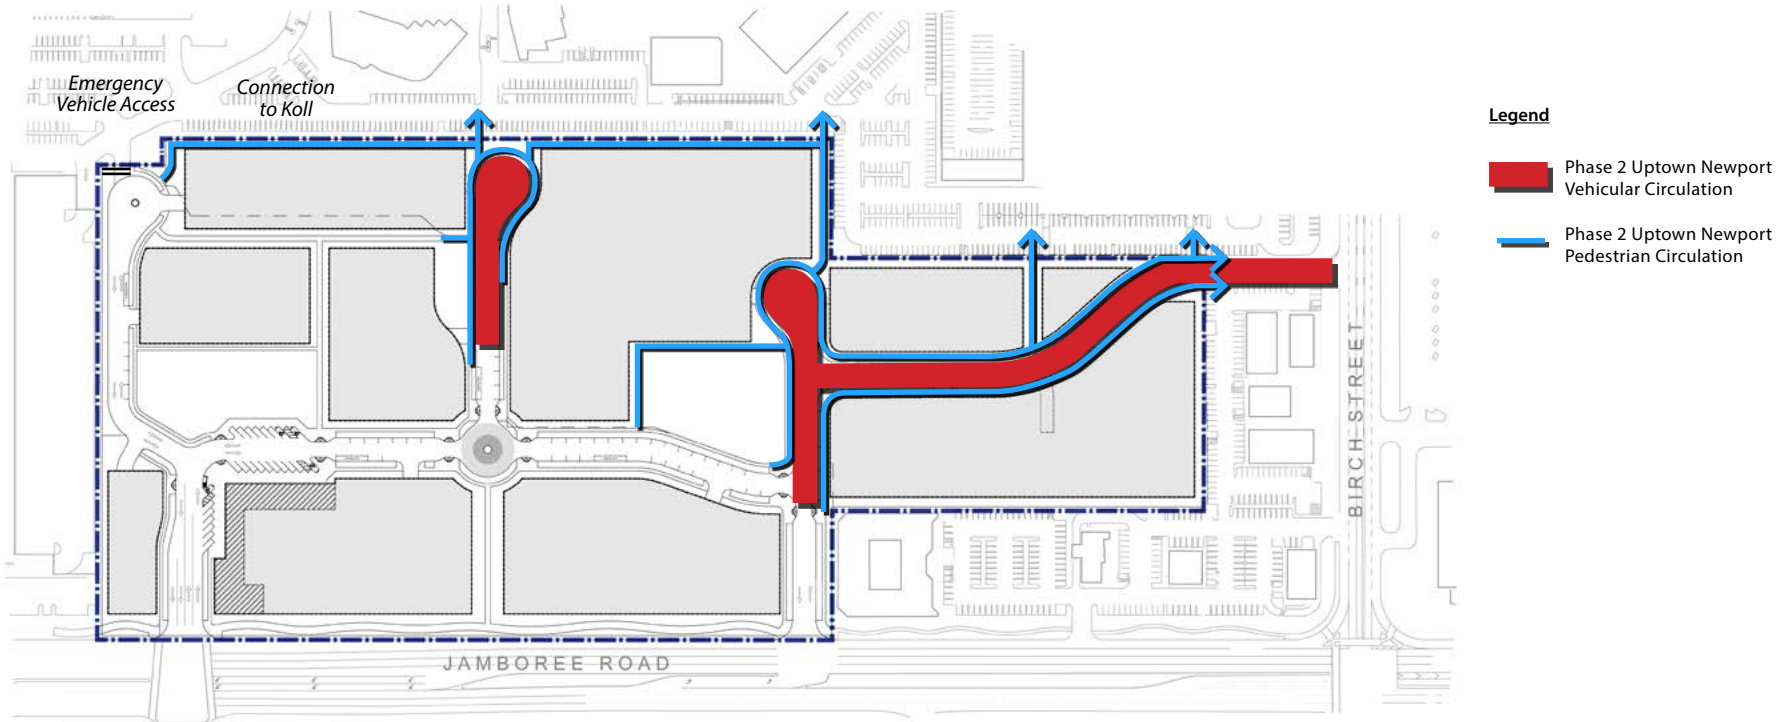 Emergency
Vehicle Access
Connection
to Koll
Legend
Phase 2 Uptown Newport
Vehicular Circulation
Phase 2 Uptown Newport
Pedestrian Circulation
BIRCH STREET
JAMBOREE ROAD